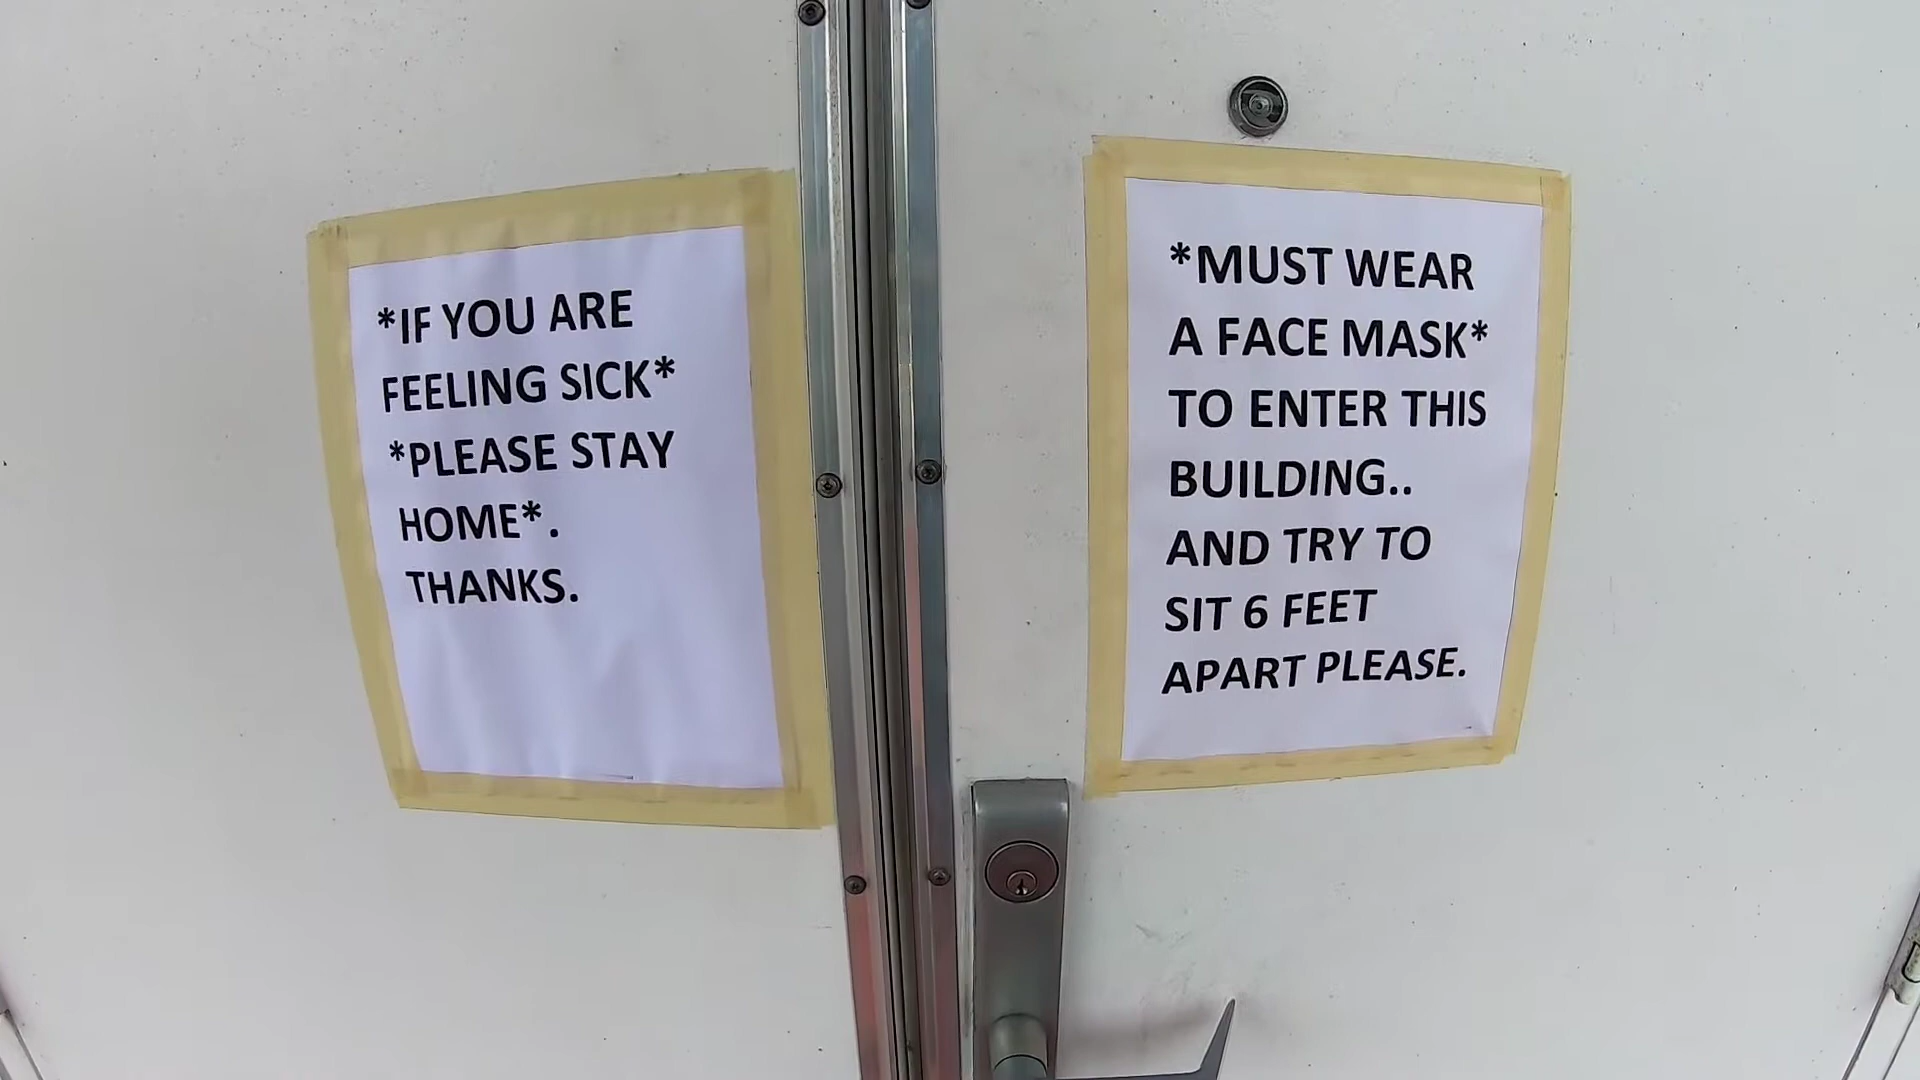 *IF YOU ARE
FEELING SICK*
*PLEASE STAY
HOME*.
THANKS.
*MUST WEAR
A FACE MASK*
TO ENTER THIS
BUILDING..
AND TRY TO
SIT 6 FEET
APART PLEASE.